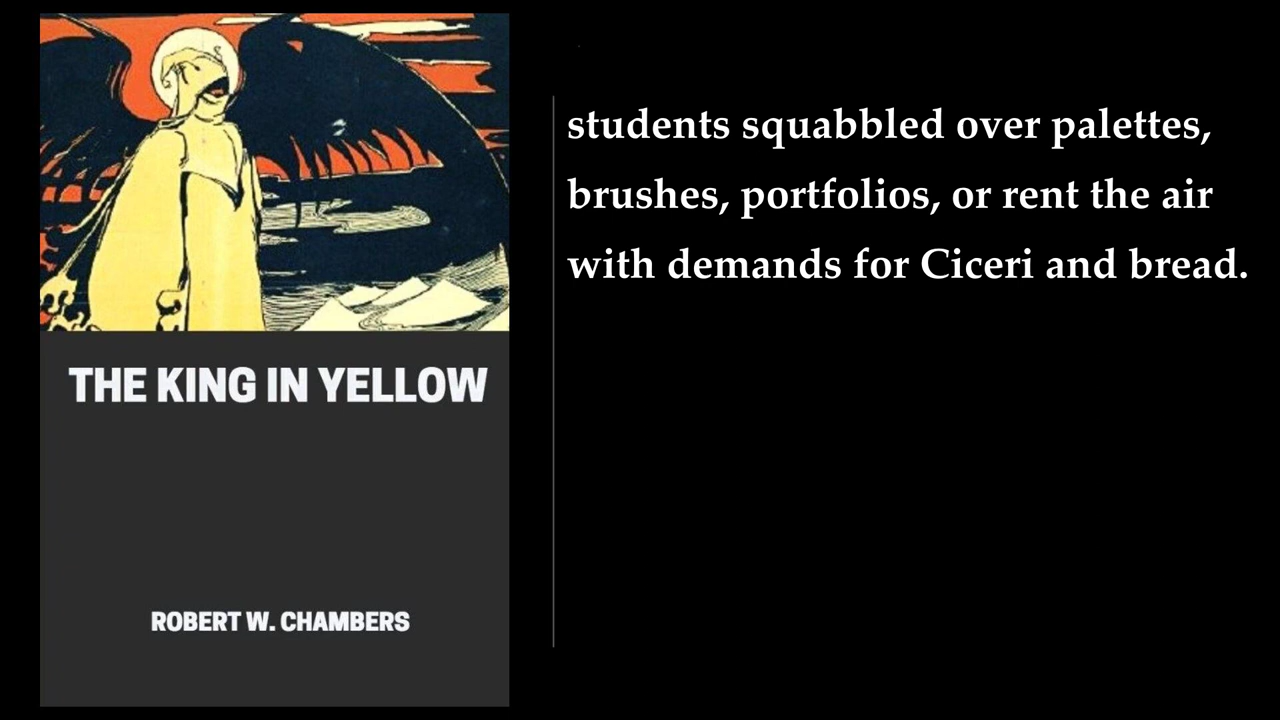 THE KING IN YELLOW
ROBERT W. CHAMBERS
students squabbled over palettes,
brushes, portfolios, or rent the air
with demands for Ciceri and bread.